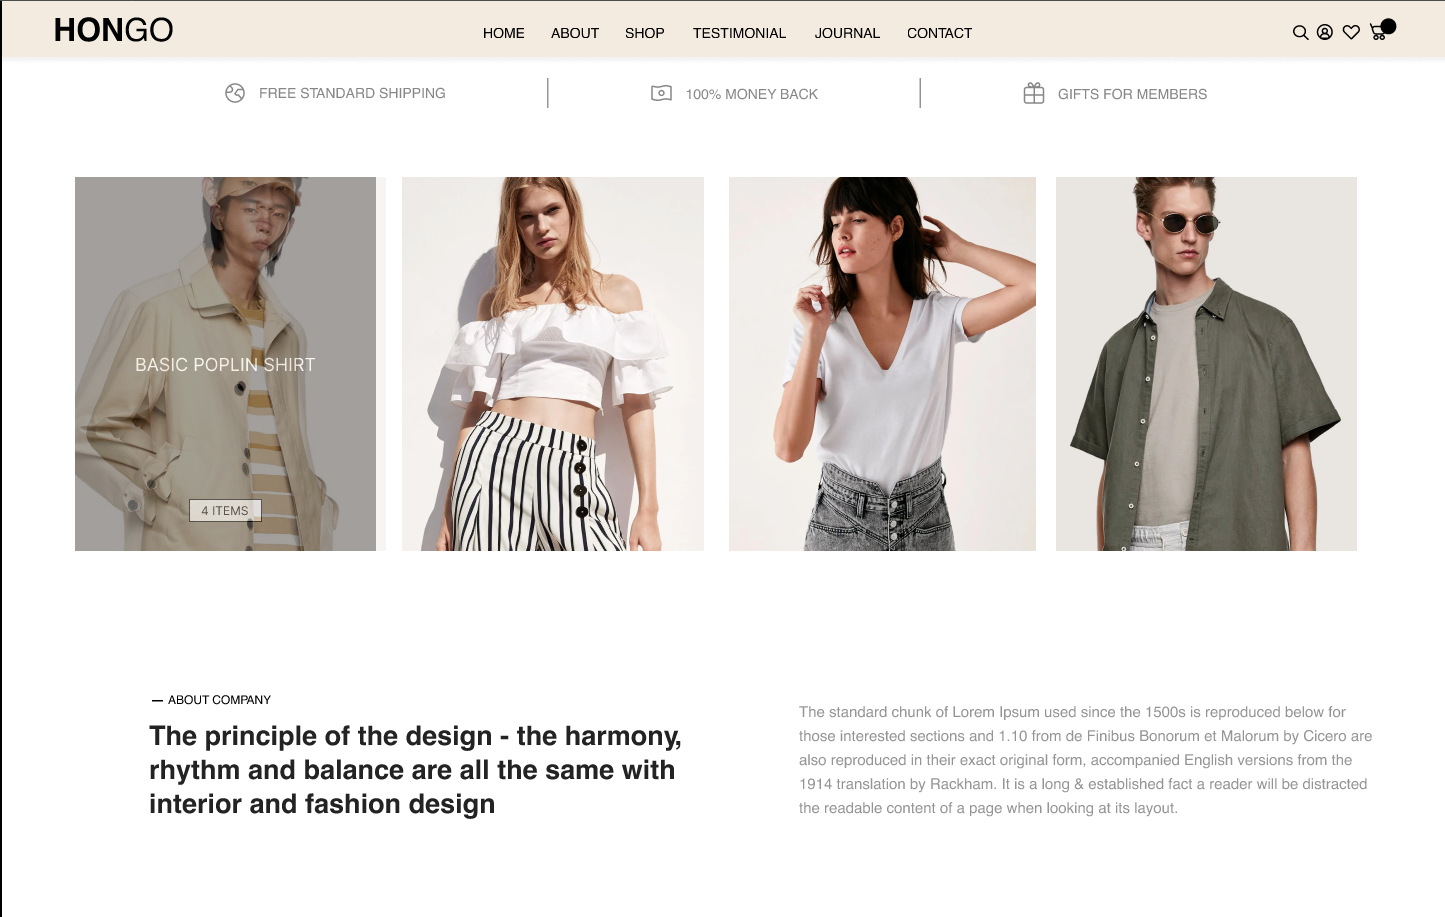 HONGO
HOME ABOUT SHOP TESTIMONIAL JOURNAL CONTACT
FREE STANDARD SHIPPING
100% MONEY BACK
GIFTS FOR MEMBERS
BASIC POPLIN SHIRT
4 ITEMS
— ABOUT COMPANY
The principle of the design - the harmony,
rhythm and balance are all the same with
interior and fashion design
The standard chunk of Lorem Ipsum used since the 1500s is reproduced below for
those interested sections and 1.10 from de Finibus Bonorum et Malorum by Cicero are
also reproduced in their exact original form, accompanied English versions from the
1914 translation by Rackham. It is a long & established fact a reader will be distracted
the readable content of a page when looking at its layout.